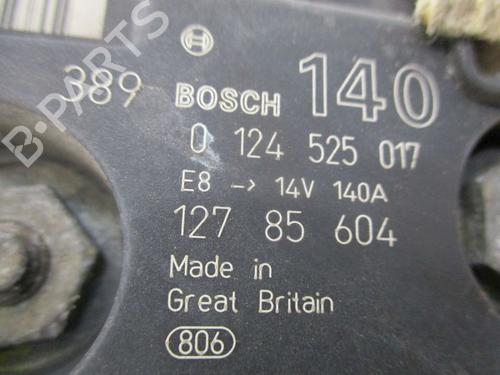 B-PARTS
389 BOSCH 140
0 124 525 017
E8 -> 14V 140A
127 85 604
Made in
Great Britain
806